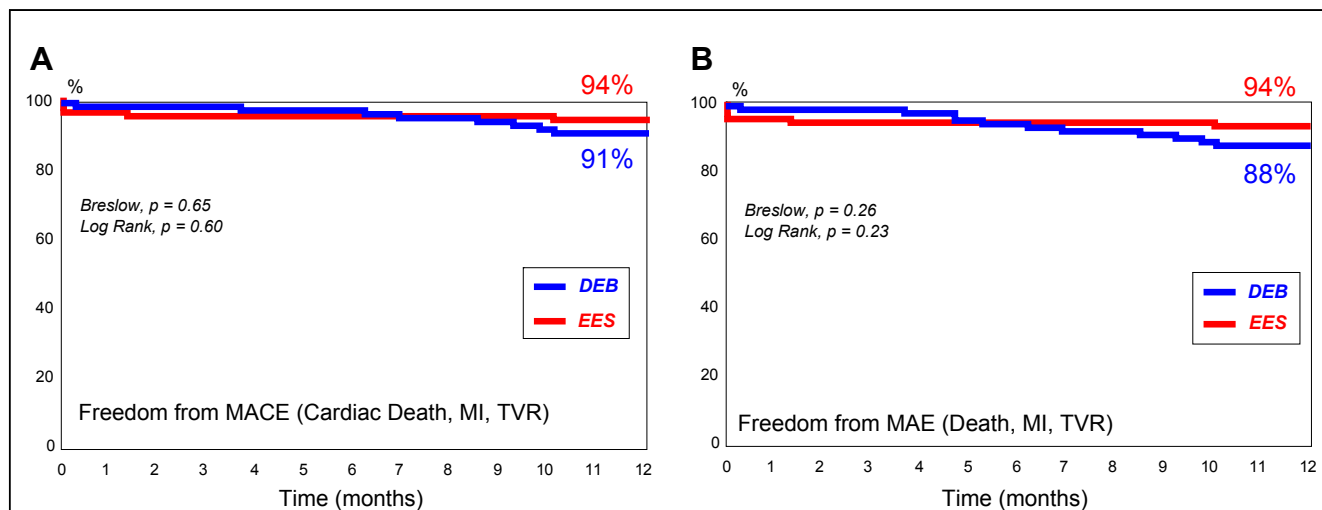 A
%
94%
100
91%
80
Breslow, p = 0.65
Log Rank, p = 0.60
60
DEB
40
EES
20
Freedom from MACE (Cardiac Death, MI, TVR)
0
0 1 2 3 4 5 6 7 8 9 10 11 12
Time (months)
B
%
94%
100
88%
80
Breslow, p = 0.26
Log Rank, p = 0.23
60
DEB
40
EES
20
Freedom from MAE (Death, MI, TVR)
0
0 1 2 3 4 5 6 7 8 9 10 11 12
Time (months)